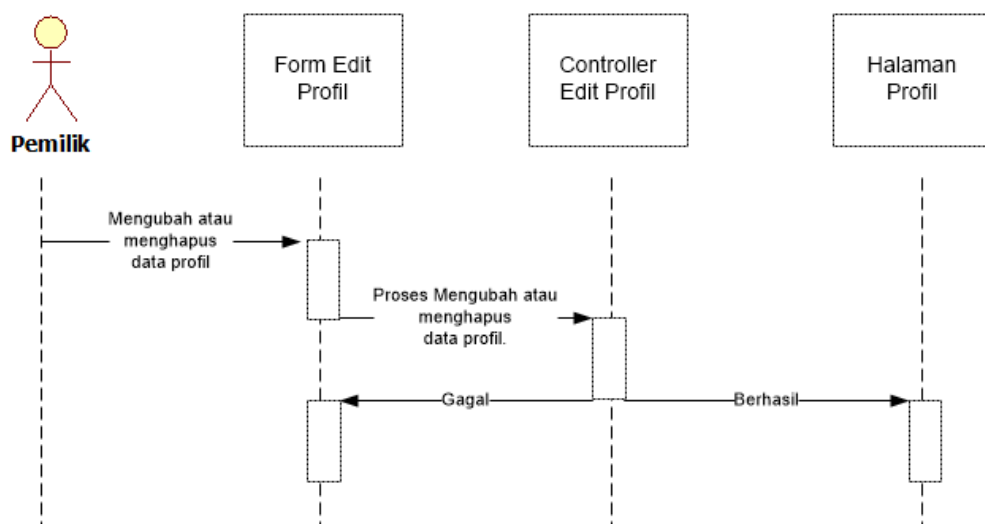 Pemilik
Form Edit
Profil
Controller
Edit Profil
Halaman
Profil
Mengubah atau
menghapus
data profil
Proses Mengubah atau
menghapus
data profil.
Gagal
Berhasil